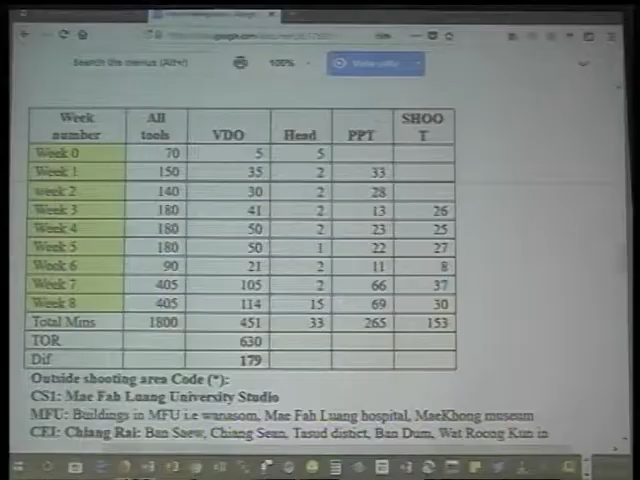 Search the menus (Alt+/)
100%
Week number All tools VDO Head PPT SHOOT
Week 0 70 5 5
Week 1 150 35 2 33
week 2 140 30 2 28
Week 3 180 41 2 13 26
Week 4 180 50 2 23 25
Week 5 180 50 1 22 27
Week 6 90 21 2 11 8
Week 7 405 105 2 66 37
Week 8 405 114 15 69 30
Total Mins 1800 451 33 265 153
TOR 630
Dif 179
Outside shooting area Code (*):
CS1: Mae Fah Luang University Studio
MFU: Buildings in MFU i.e wanasom, Mae Fah Luang hospital, MaeKhong museum
CEI: Chiang Rai: Ban Saew, Chiang Sean, Tasud distict, Ban Dum, Wat Roong Kun in